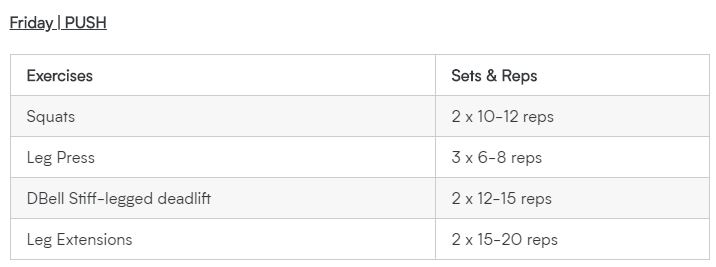 Friday | PUSH
Exercises Sets & Reps
Squats 2 x 10-12 reps
Leg Press 3 x 6-8 reps
DBell Stiff-legged deadlift 2 x 12-15 reps
Leg Extensions 2 x 15-20 reps